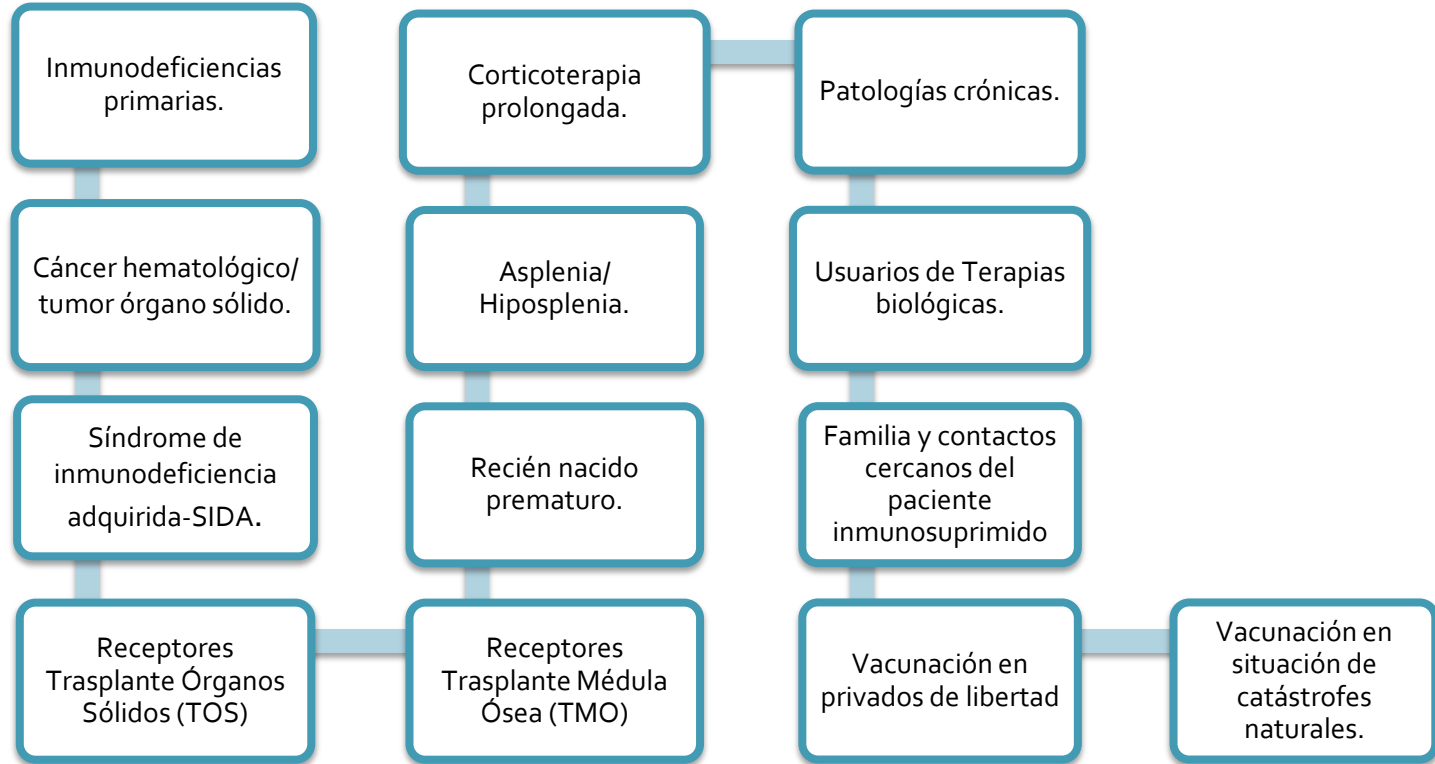 Inmunodeficiencias
primarias.
Cáncer hematológico/
tumor órgano sólido.
Síndrome de
inmunodeficiencia
adquirida-SIDA.
Receptores
Trasplante Órganos
Sólidos (TOS)
Receptores
Trasplante Médula
Ósea (TMO)
Recién nacido
prematuro.
Asplenia/
Hiposplenia.
Corticoterapia
prolongada.
Patologías crónicas.
Usuarios de Terapias
biológicas.
Familia y contactos
cercanos del
paciente
inmunosuprimido
Vacunación en
privados de libertad
Vacunación en
situación de
catástrofes
naturales.